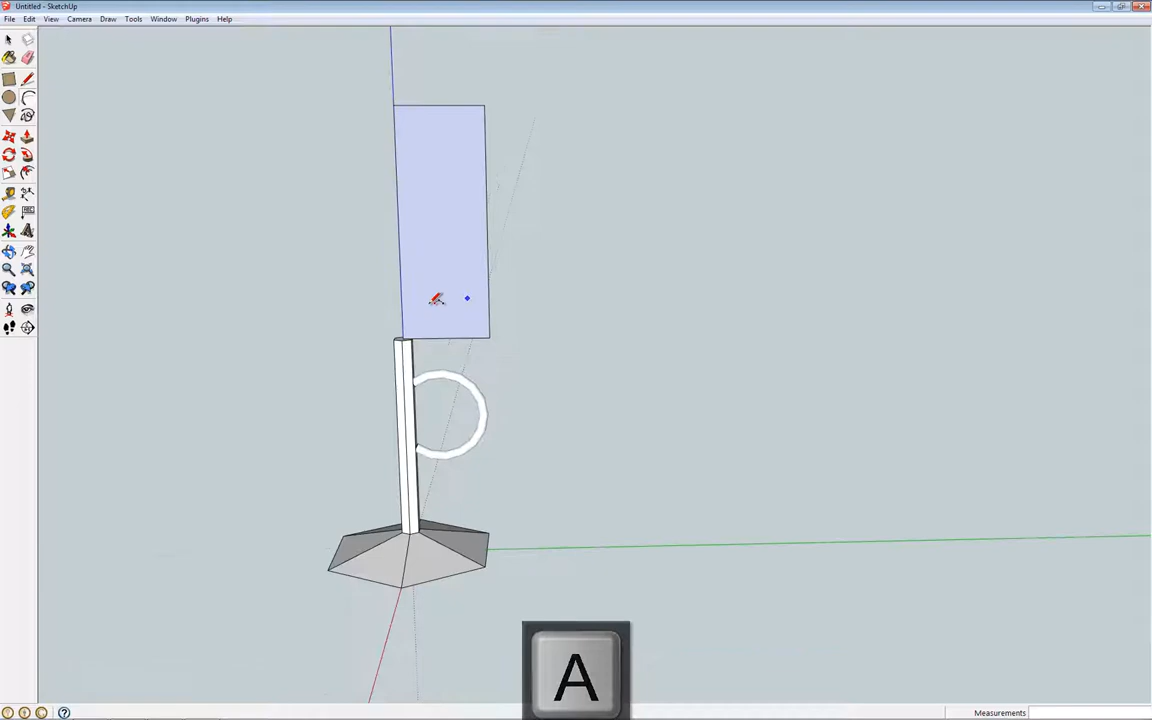 Untitled - SketchUp
File Edit View Camera Draw Tools Window Plugins Help
A
Measurements